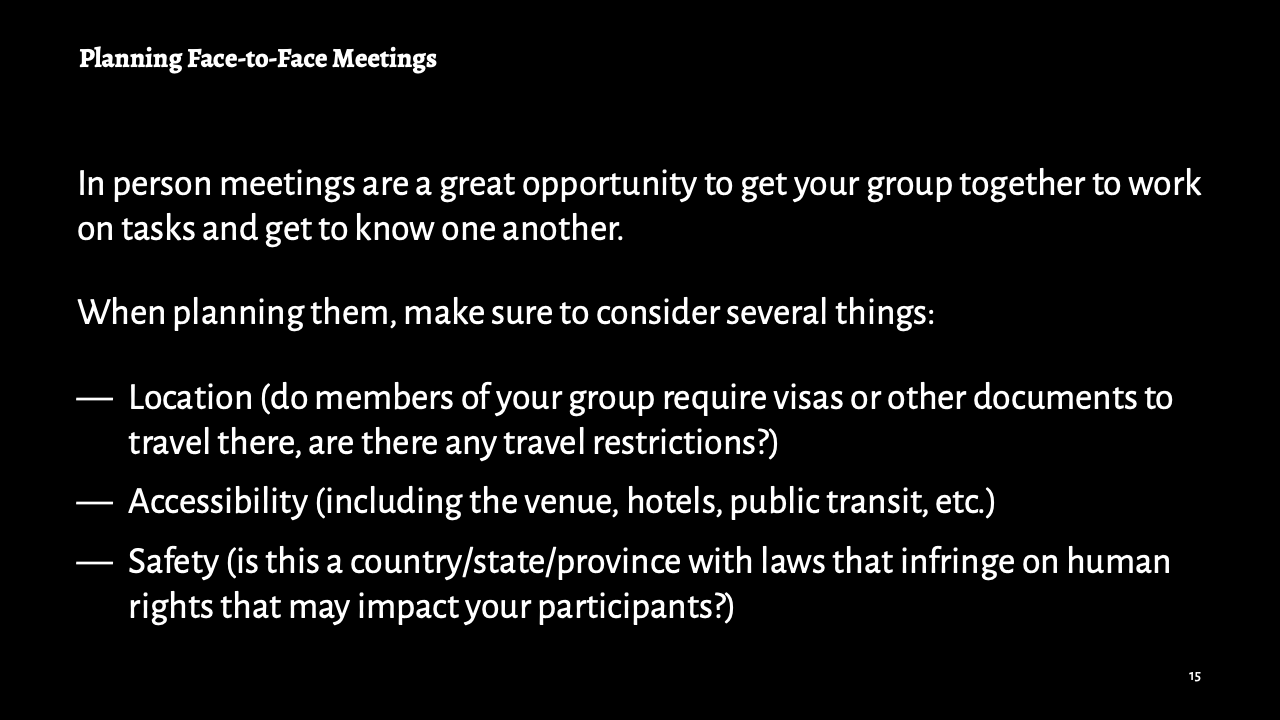 Planning Face-to-Face Meetings
In person meetings are a great opportunity to get your group together to work
on tasks and get to know one another.
When planning them, make sure to consider several things:
— Location (do members of your group require visas or other documents to
travel there, are there any travel restrictions?)
— Accessibility (including the venue, hotels, public transit, etc.)
— Safety (is this a country/state/province with laws that infringe on human
rights that may impact your participants?)
15